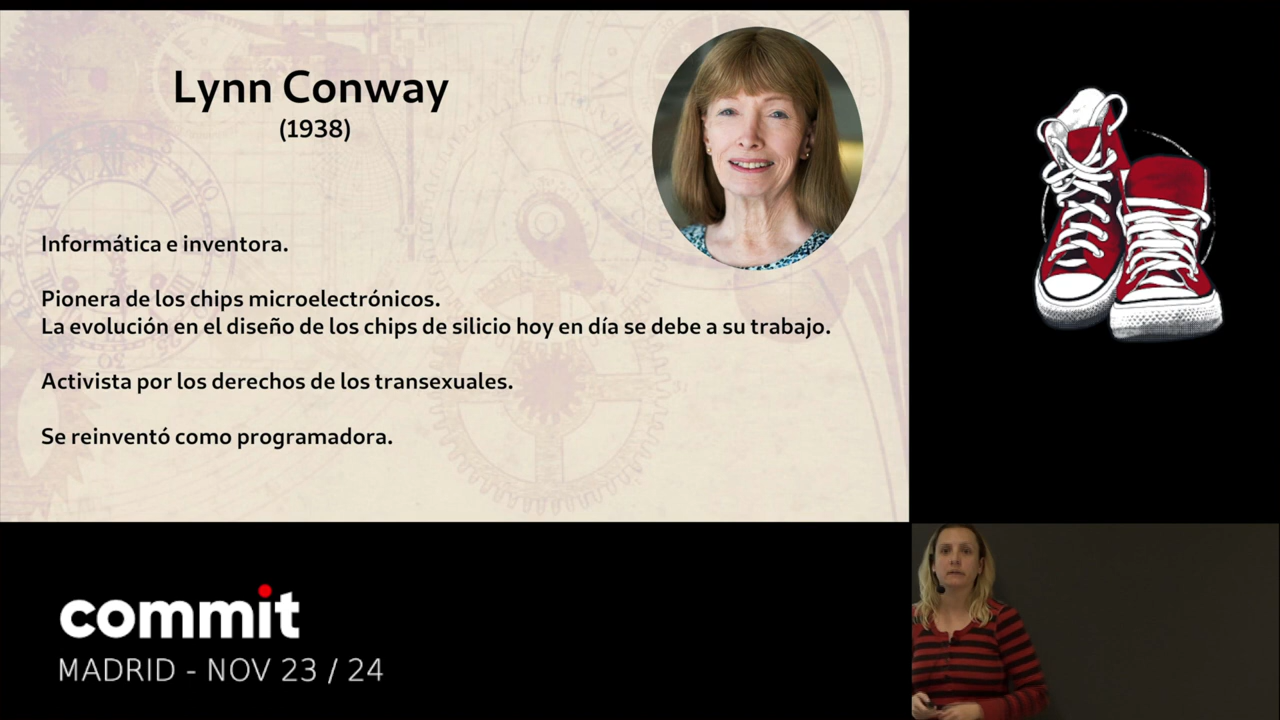 Lynn Conway
(1938)
Informática e inventora.
Pionera de los chips microelectrónicos.
La evolución en el diseño de los chips de silicio hoy en día se debe a su trabajo.
Activista por los derechos de los transexuales.
Se reinventó como programadora.
commit
MADRID - NOV 23 / 24